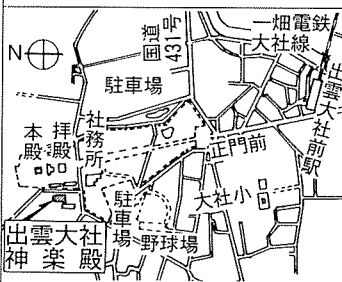 一畑電鉄
大社線
国道
431号
N
駐車場
出雲大社前駅
社務所
拝殿
本殿
正門前
大社小
駐車場
野球場
出雲大社
神楽殿